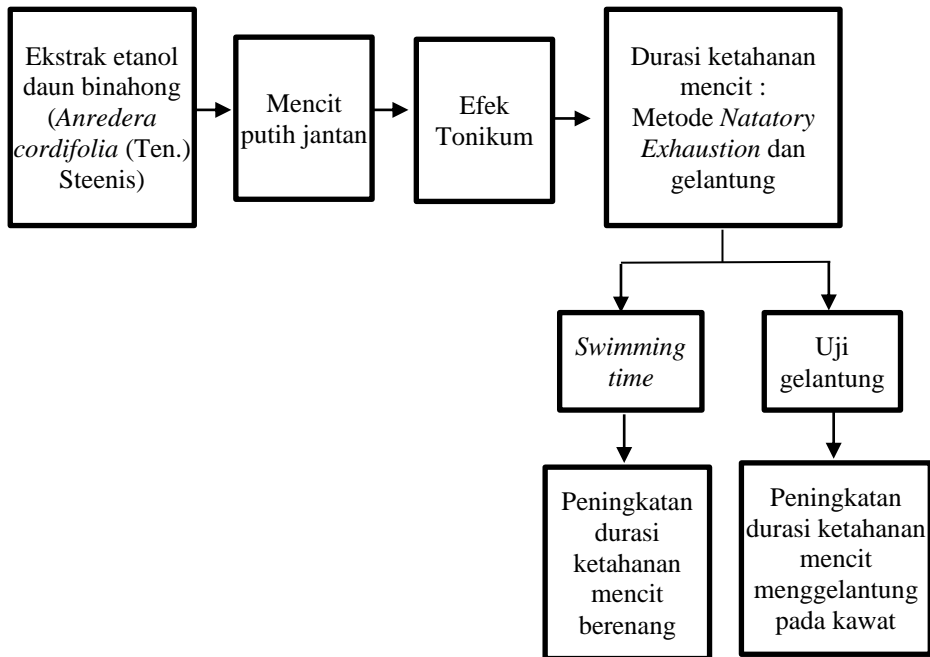 Ekstrak etanol
daun binahong
(Anredera
cordifolia (Ten.)
Steenis)
Mencit
putih jantan
Efek
Tonikum
Durasi ketahanan
mencit :
Metode Natatory
Exhaustion dan
gelantung
Swimming
time
Uji
gelantung
Peningkatan
durasi
ketahanan
mencit
berenang
Peningkatan
durasi ketahanan
mencit
menggelantung
pada kawat